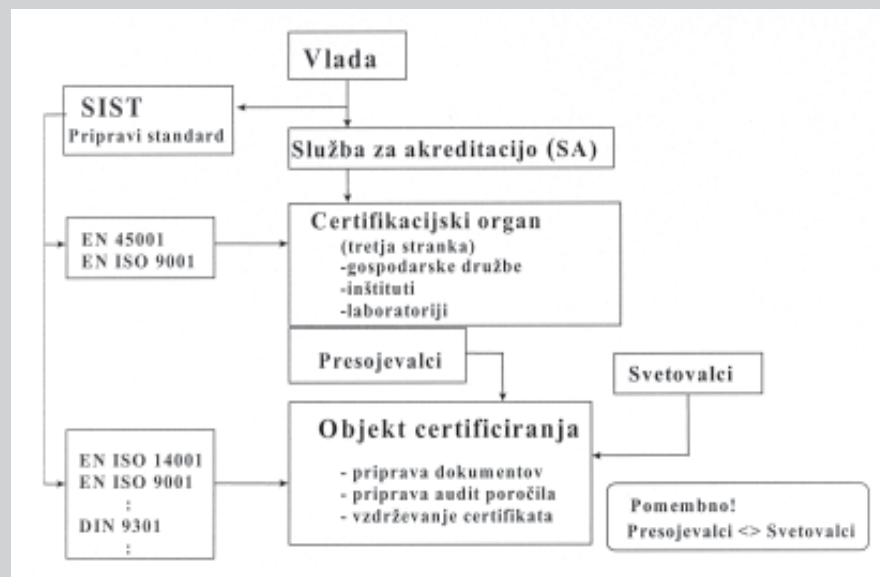 Vlada
SIST
Pripravi standard
Služba za akreditacijo (SA)
EN 45001
EN ISO 9001
Certifikacijski organ
(tretja stranka)
-gospodarske družbe
-inštituti
-laboratoriji
Presojevalci
Svetovalci
Objekt certificiranja
- priprava dokumentov
- priprava audit poročila
- vzdrževanje certifikata
EN ISO 14001
EN ISO 9001
:
DIN 9301
:
Pomembno!
Presojevalci <> Svetovalci